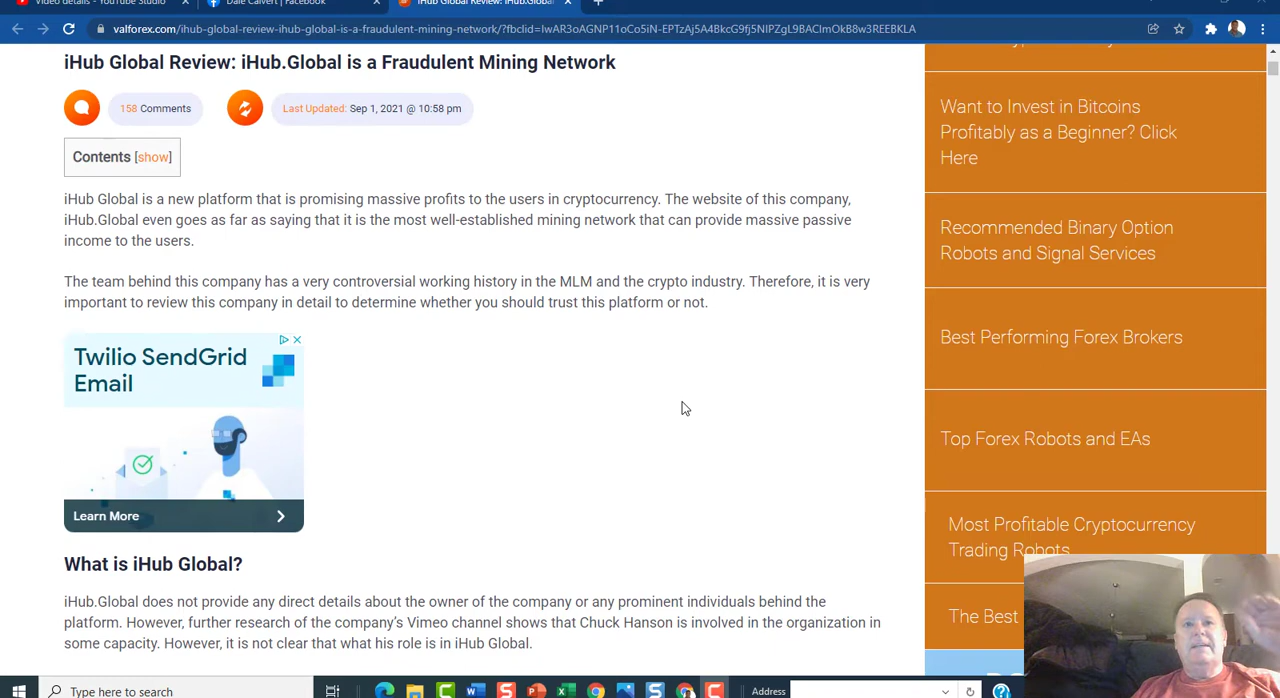 Video details - YouTube Studio
Dale Calvert | Facebook
iHub Global Review: iHub.Global
valforex.com/ihub-global-review-ihub-global-is-a-fraudulent-mining-network/?fbclid=IwAR3oAGNP11oCo5iN-EPTzAj5A4BkcG9fj5NIPZgL9BAClmOkB8w3REEBKLA
iHub Global Review: iHub.Global is a Fraudulent Mining Network
158 Comments
Last Updated: Sep 1, 2021 @ 10:58 pm
Contents [show]
iHub Global is a new platform that is promising massive profits to the users in cryptocurrency. The website of this company,
iHub.Global even goes as far as saying that it is the most well-established mining network that can provide massive passive
income to the users.
The team behind this company has a very controversial working history in the MLM and the crypto industry. Therefore, it is very
important to review this company in detail to determine whether you should trust this platform or not.
Twilio SendGrid
Email
Learn More
What is iHub Global?
iHub.Global does not provide any direct details about the owner of the company or any prominent individuals behind the
platform. However, further research of the company's Vimeo channel shows that Chuck Hanson is involved in the organization in
some capacity. However, it is not clear that what his role is in iHub Global.
Want to Invest in Bitcoins
Profitably as a Beginner? Click
Here
Recommended Binary Option
Robots and Signal Services
Best Performing Forex Brokers
Top Forex Robots and EAs
Most Profitable Cryptocurrency
Trading Robots
The Best
Type here to search
Address